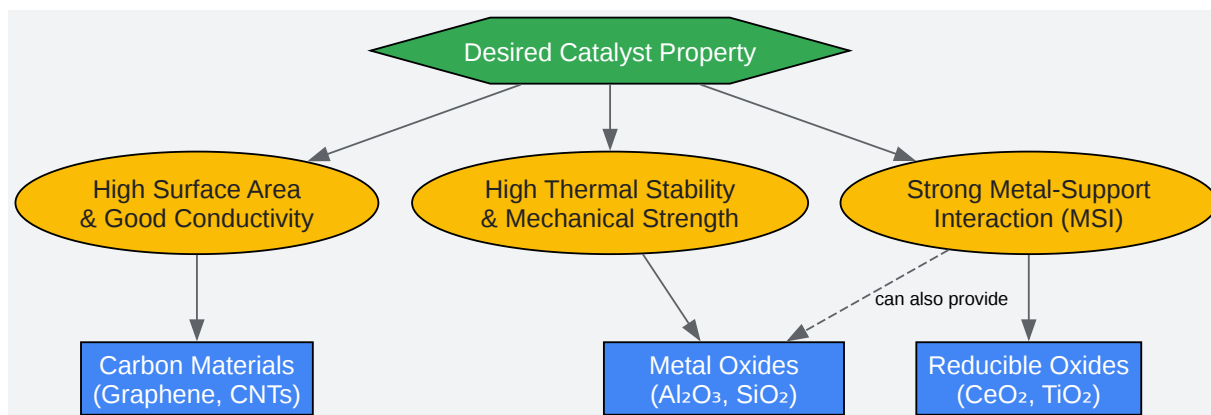 Desired Catalyst Property
High Surface Area
& Good Conductivity
High Thermal Stability
& Mechanical Strength
Strong Metal-Support
Interaction (MSI)
can also provide
Carbon Materials
(Graphene, CNTs)
Metal Oxides
(Al₂O₃, SiO₂)
Reducible Oxides
(CeO₂, TiO₂)